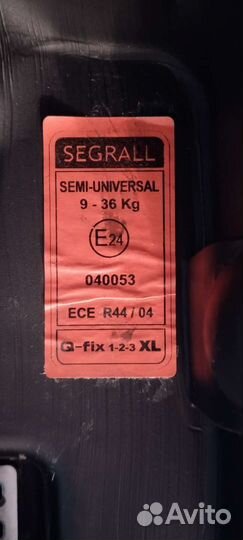 SEGRALL
SEMI-UNIVERSAL
9 - 36 Kg
E24
040053
ECE R44 / 04
Q-fix 1-2-3 XL
Avito